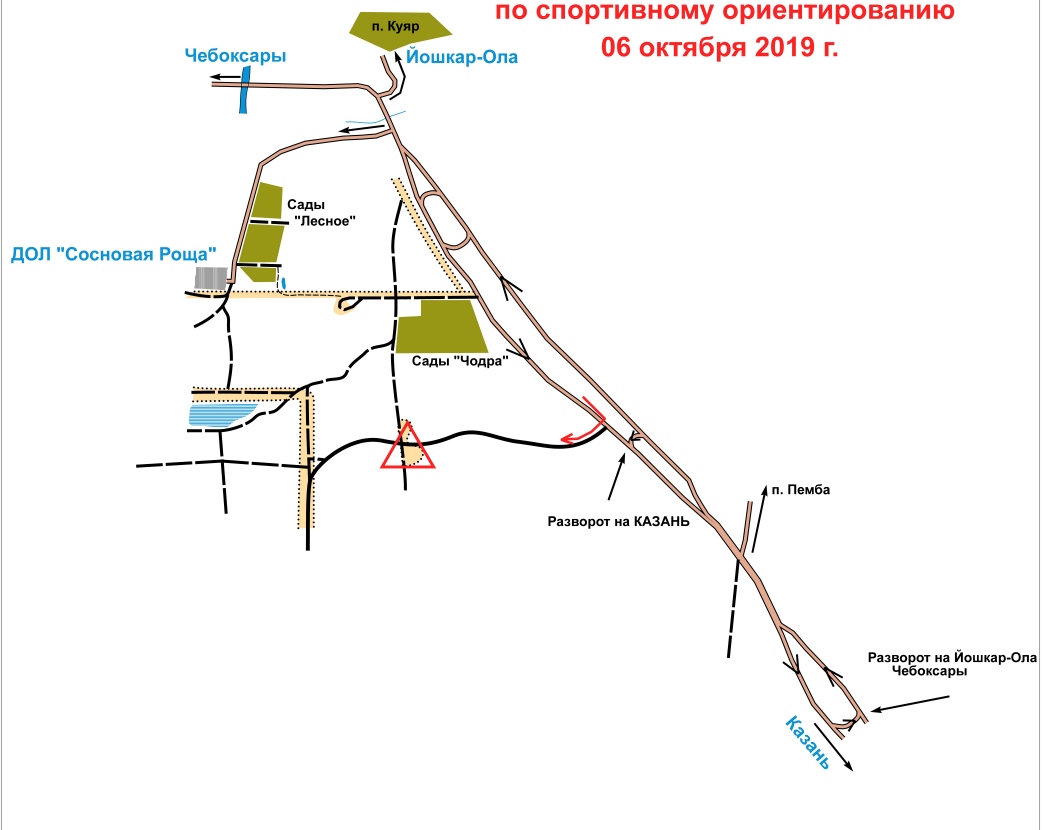 по спортивному ориентированию
06 октября 2019 г.
п. Куяр
Чебоксары
Йошкар-Ола
Сады
"Лесное"
ДОЛ "Сосновая Роща"
Сады "Чодра"
п. Пемба
Разворот на КАЗАНЬ
Разворот на Йошкар-Ола
Чебоксары
Казань